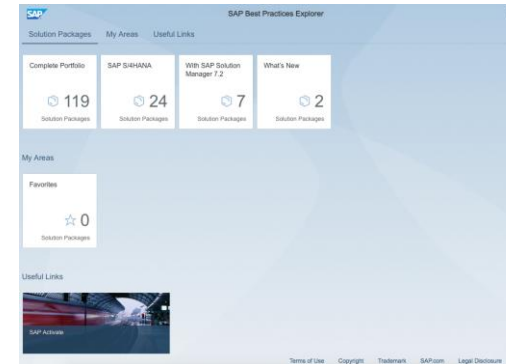 SAP
SAP Best Practices Explorer
Solution Packages My Areas Useful Links
Complete Portfolio
119
Solution Packages
SAP S/4HANA
24
Solution Packages
With SAP Solution
Manager 7.2
7
Solution Packages
What's New
2
Solution Packages
My Areas
Favorites
0
Solution Packages
Useful Links
SAP Activate
Terms of Use Copyright Trademark SAP.com Legal Disclosure